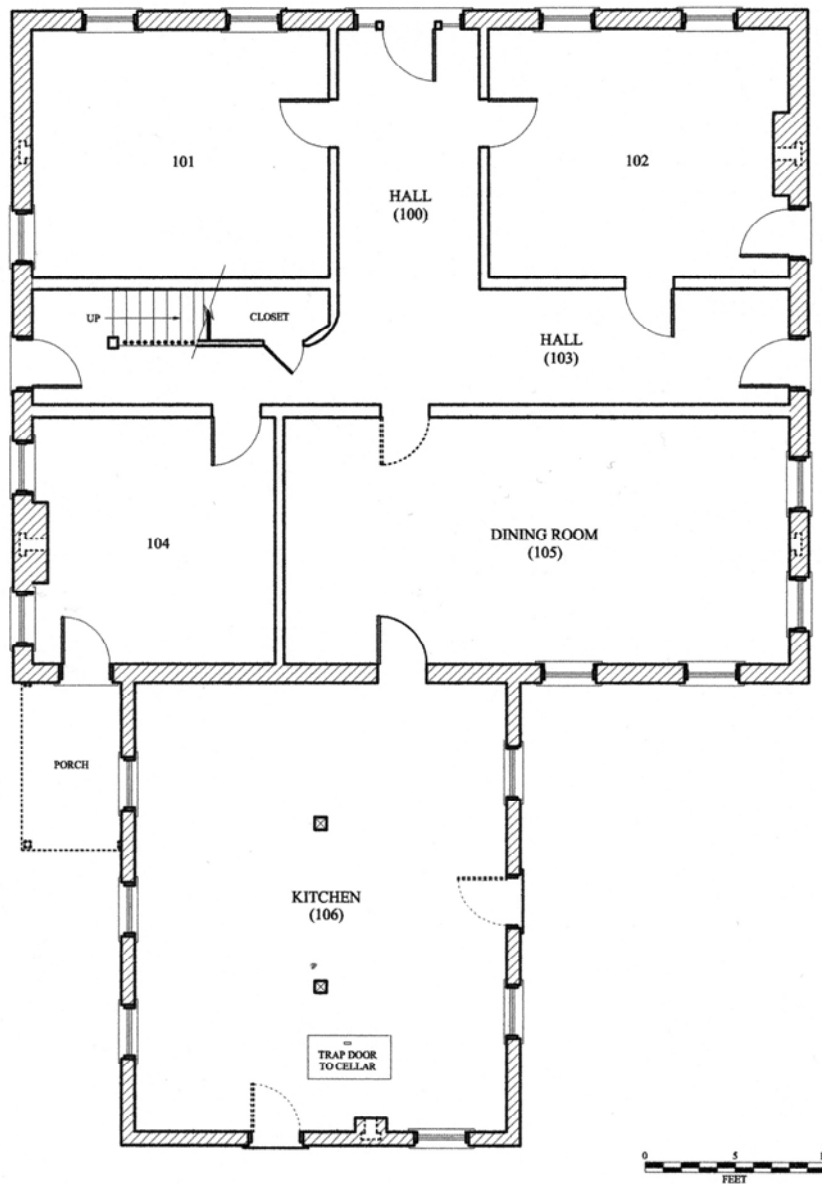 101
102
HALL
(100)
UP
CLOSET
HALL
(103)
104
DINING ROOM
(105)
PORCH
KITCHEN
(106)
TRAP DOOR
TO CELLAR
0 5
FEET